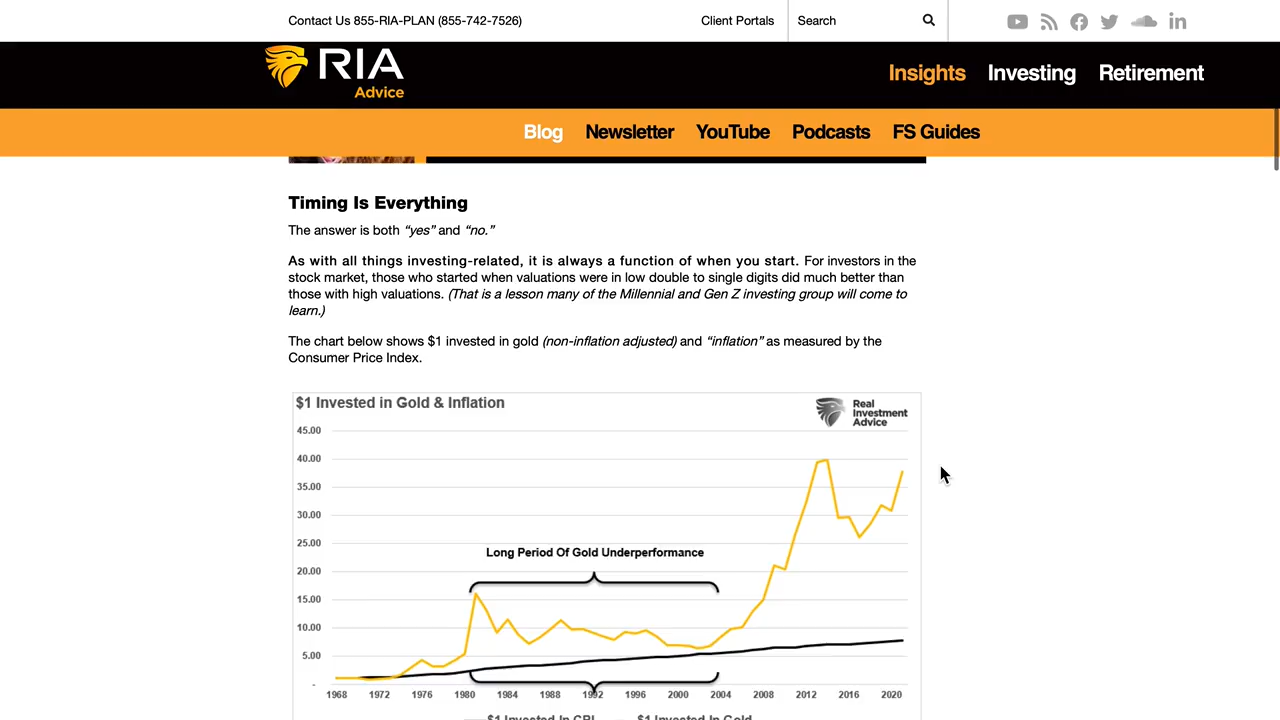 Contact Us 855-RIA-PLAN (855-742-7526)
Client Portals
Search
RIA
Advice
Insights
Investing
Retirement
Blog
Newsletter
YouTube
Podcasts
FS Guides
Timing Is Everything
The answer is both “yes” and “no.”
As with all things investing-related, it is always a function of when you start. For investors in the
stock market, those who started when valuations were in low double to single digits did much better than
those with high valuations. (That is a lesson many of the Millennial and Gen Z investing group will come to
learn.)
The chart below shows $1 invested in gold (non-inflation adjusted) and “inflation” as measured by the
Consumer Price Index.
$1 Invested in Gold & Inflation
Real
Investment
Advice
45.00
40.00
35.00
30.00
25.00
Long Period Of Gold Underperformance
20.00
15.00
10.00
5.00
-
1968 1972 1976 1980 1984 1988 1992 1996 2000 2004 2008 2012 2016 2020
$1 Invested In CPI
$1 Invested In Gold